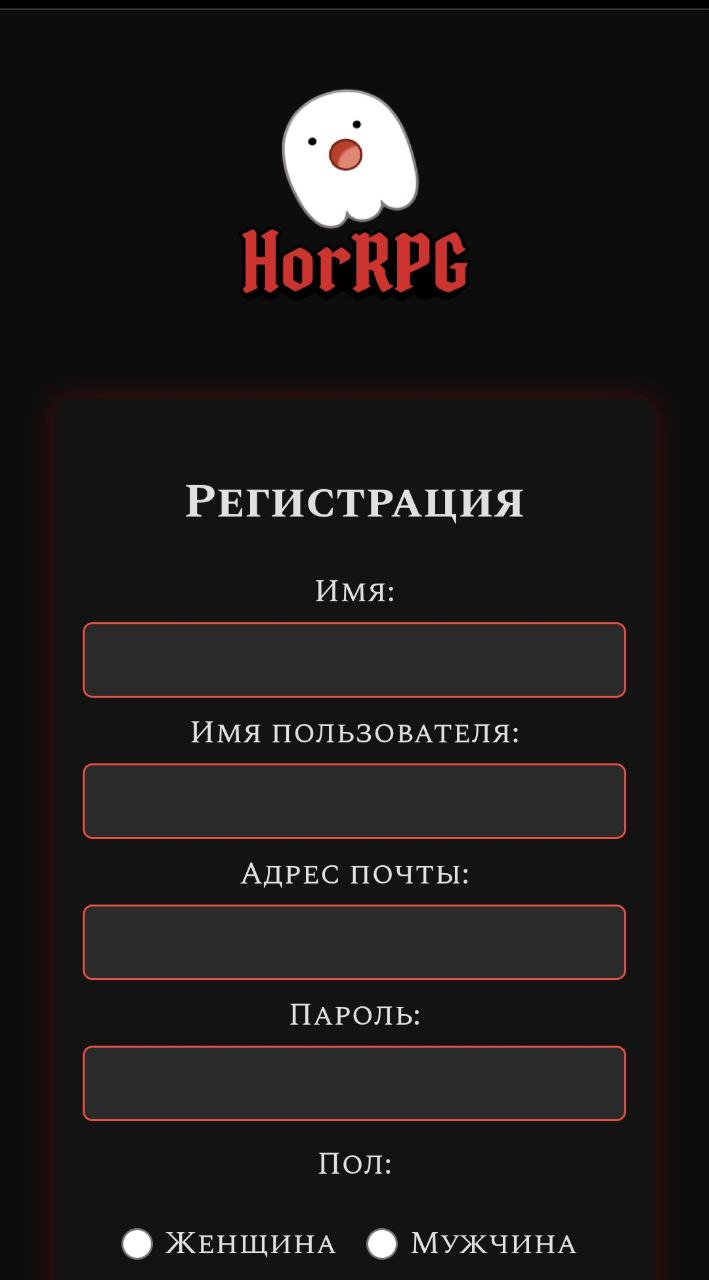 HorRPG
Регистрация
Имя:
Имя пользователя:
Адрес почты:
Пароль:
Пол:
Женщина Мужчина